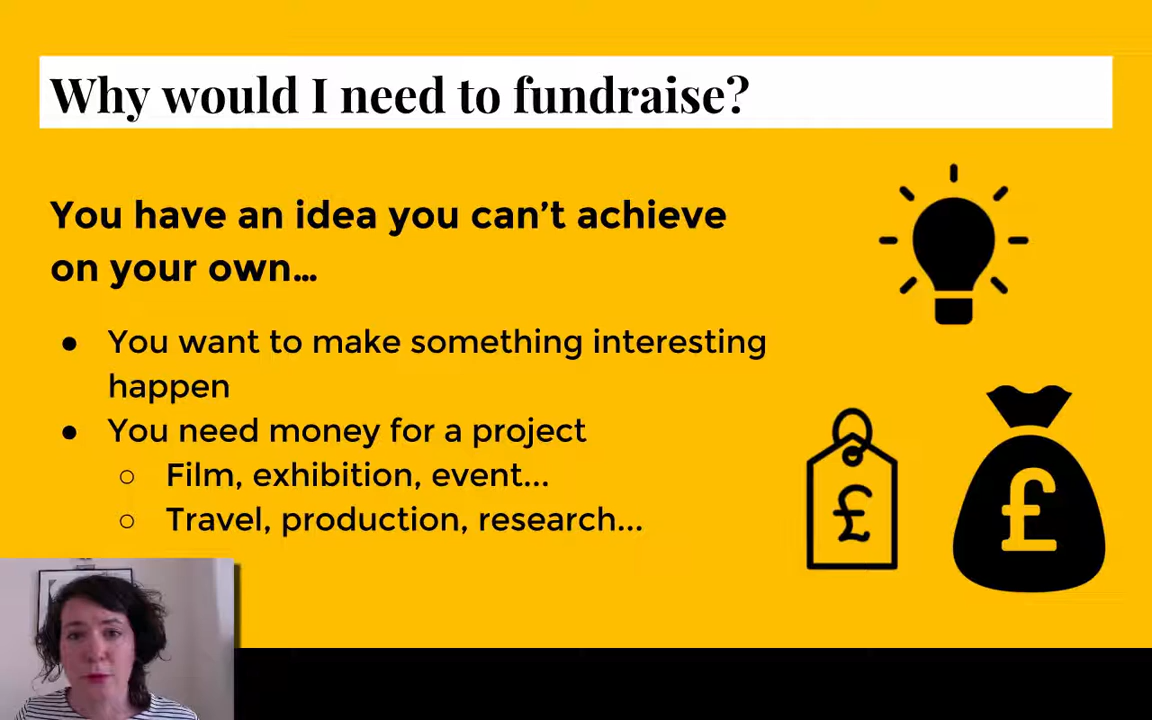 Why would I need to fundraise?
You have an idea you can't achieve
on your own…
● You want to make something interesting
happen
● You need money for a project
○ Film, exhibition, event...
○ Travel, production, research...
£
£